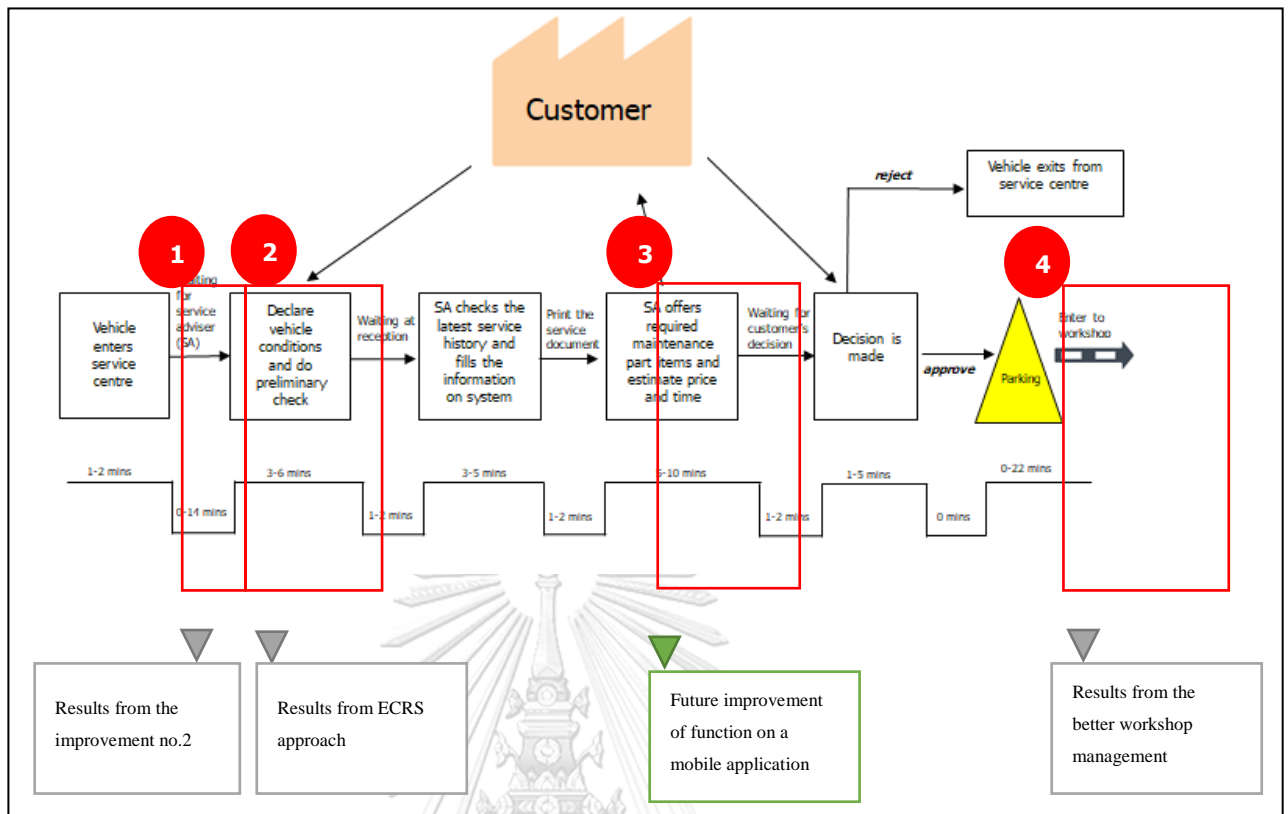 Customer
reject
Vehicle exits from
service centre
1
2
3
4
Vehicle
enters
service
centre
for
service
adviser
(SA)
Declare
vehicle
conditions
and do
preliminary
check
Waiting at
reception
SA checks the
latest service
history and
fills the
information
on system
Print the
service
document
SA offers
required
maintenance
part items and
estimate price
and time
Waiting for
customer's
decision
Decision is
made
approve
Parking
Enter to
workshop
1-2 mins
0-14 mins
3-6 mins
1-2 mins
3-5 mins
1-2 mins
5-10 mins
1-2 mins
1-5 mins
0 mins
0-22 mins
Results from the
improvement no.2
Results from ECRS
approach
Future improvement
of function on a
mobile application
Results from the
better workshop
management